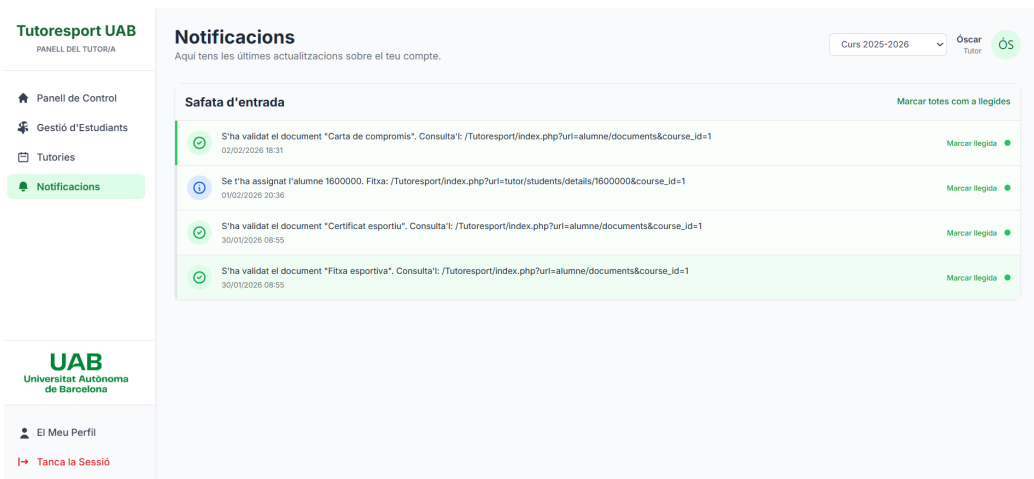 Tutoresport UAB
PANELL DEL TUTOR/A
Panell de Control
Gestió d'Estudiants
Tutories
Notificacions
UAB
Universitat Autònoma
de Barcelona
El Meu Perfil
Tanca la Sessió
Notificacions
Aquí tens les últimes actualitzacions sobre el teu compte.
Curs 2025-2026
Óscar
Tutor
ÓS
Safata d'entrada
Marcar totes com a llegides
S'ha validat el document "Carta de compromís". Consulta'l: /Tutoresport/index.php?url=alumne/documents&course_id=1
02/02/2026 18:31
Marcar llegida
Se t'ha assignat l'alumne 1600000. Fitxa: /Tutoresport/index.php?url=tutor/students/details/1600000&course_id=1
01/02/2026 20:36
S'ha validat el document "Certificat esportiu". Consulta'l: /Tutoresport/index.php?url=alumne/documents&course_id=1
30/01/2026 08:55
Marcar llegida
S'ha validat el document "Fitxa esportiva". Consulta'l: /Tutoresport/index.php?url=alumne/documents&course_id=1
30/01/2026 08:55
Marcar llegida